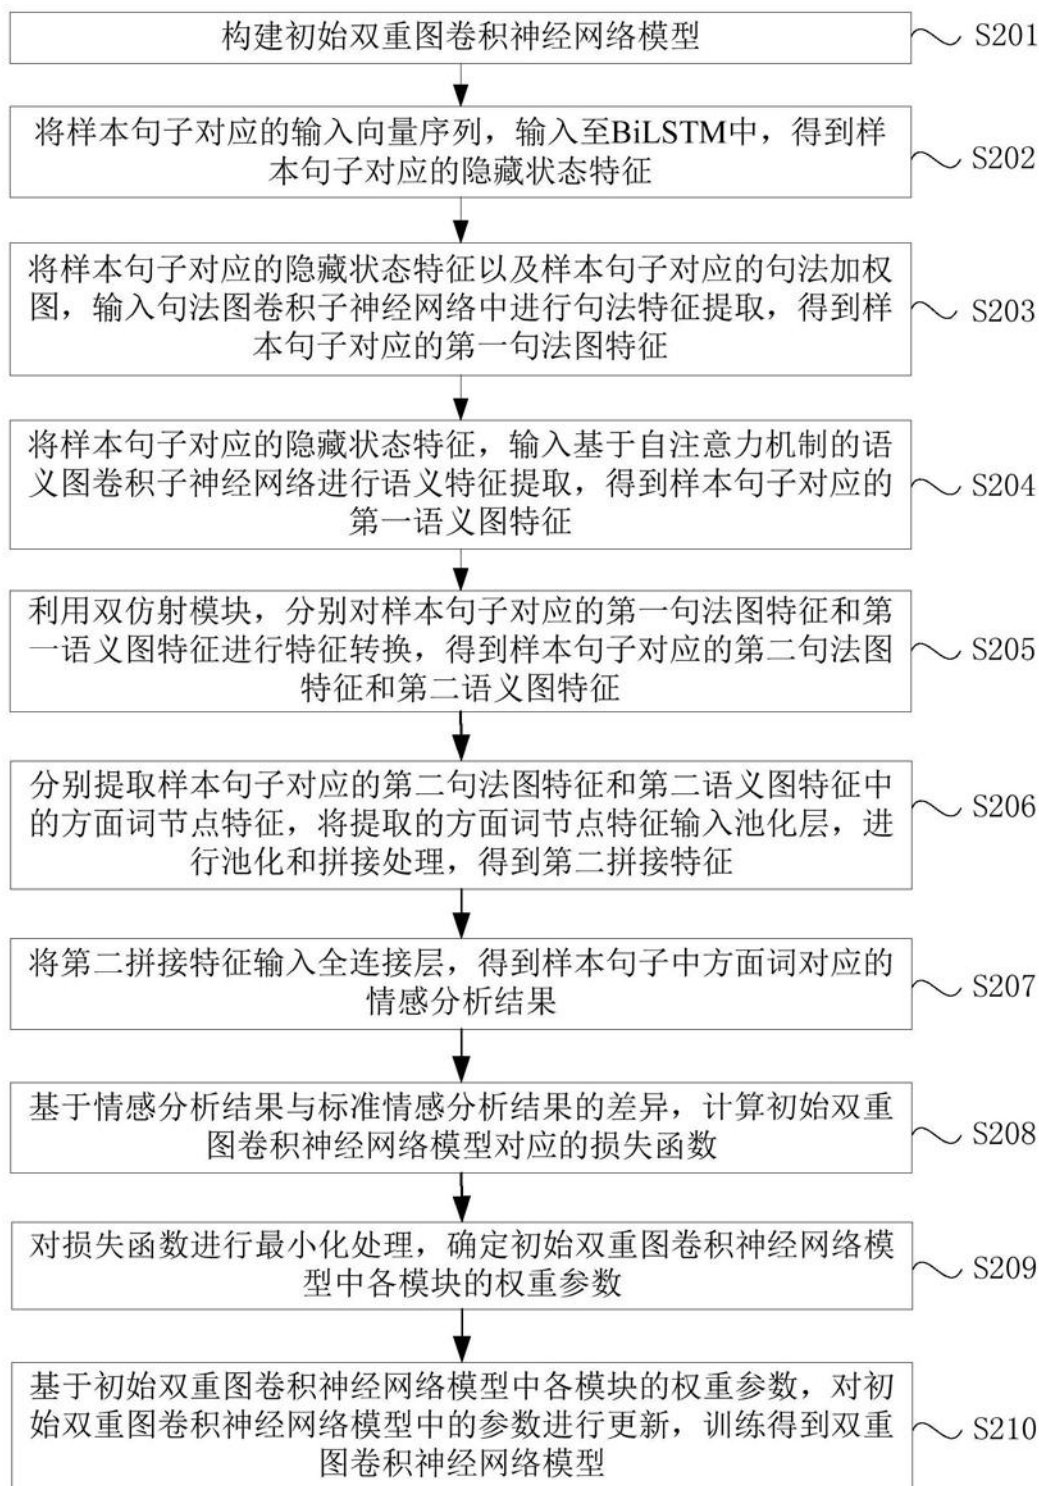 构建初始双重图卷积神经网络模型
S201
将样本句子对应的输入向量序列，输入至BiLSTM中，得到样
本句子对应的隐藏状态特征
S202
将样本句子对应的隐藏状态特征以及样本句子对应的句法加权
图，输入句法图卷积子神经网络中进行句法特征提取，得到样
本句子对应的第一句法图特征
S203
将样本句子对应的隐藏状态特征，输入基于自注意力机制的语
义图卷积子神经网络进行语义特征提取，得到样本句子对应的
第一语义图特征
S204
利用双仿射模块，分别对样本句子对应的第一句法图特征和第
一语义图特征进行特征转换，得到样本句子对应的第二句法图
特征和第二语义图特征
S205
分别提取样本句子对应的第二句法图特征和第二语义图特征中
的方面词节点特征，将提取的方面词节点特征输入池化层，进
行池化和拼接处理，得到第二拼接特征
S206
将第二拼接特征输入全连接层，得到样本句子中方面词对应的
情感分析结果
S207
基于情感分析结果与标准情感分析结果的差异，计算初始双重
图卷积神经网络模型对应的损失函数
S208
对损失函数进行最小化处理，确定初始双重图卷积神经网络模
型中各模块的权重参数
S209
基于初始双重图卷积神经网络模型中各模块的权重参数，对初
始双重图卷积神经网络模型中的参数进行更新，训练得到双重
图卷积神经网络模型
S210